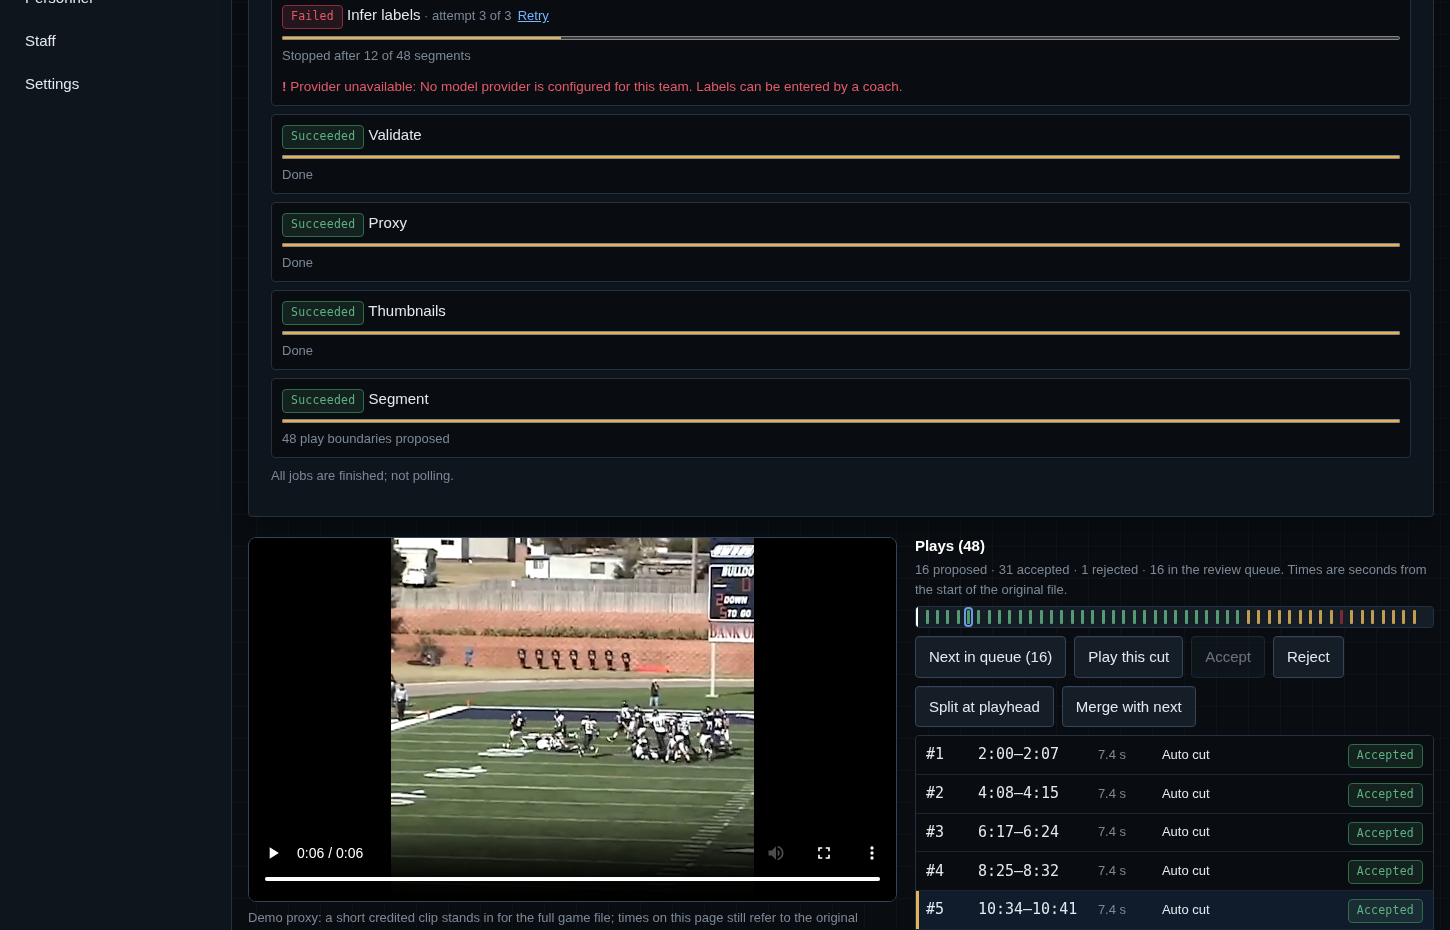 Personnel
Staff
Settings
Failed Infer labels · attempt 3 of 3 Retry
Stopped after 12 of 48 segments
! Provider unavailable: No model provider is configured for this team. Labels can be entered by a coach.
Succeeded Validate
Done
Succeeded Proxy
Done
Succeeded Thumbnails
Done
Succeeded Segment
48 play boundaries proposed
All jobs are finished; not polling.
BULLDO
DOWN
TO GO
BANK O
0:06 / 0:06
Demo proxy: a short credited clip stands in for the full game file; times on this page still refer to the original
Plays (48)
16 proposed · 31 accepted · 1 rejected · 16 in the review queue. Times are seconds from
the start of the original file.
Next in queue (16) Play this cut Accept Reject
Split at playhead Merge with next
#1 2:00–2:07 7.4 s Auto cut Accepted
#2 4:08–4:15 7.4 s Auto cut Accepted
#3 6:17–6:24 7.4 s Auto cut Accepted
#4 8:25–8:32 7.4 s Auto cut Accepted
#5 10:34–10:41 7.4 s Auto cut Accepted